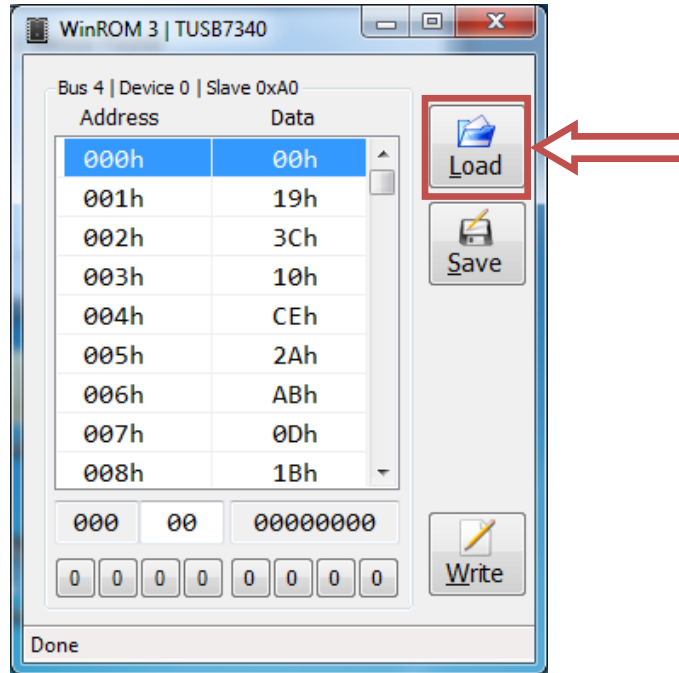 WinROM 3 | TUSB7340
Bus 4 | Device 0 | Slave 0xA0
Address Data
000h 00h
001h 19h
002h 3Ch
003h 10h
004h CEh
005h 2Ah
006h ABh
007h 0Dh
008h 1Bh
000 00 00000000
0 0 0 0 0 0 0 0
Load
Save
Write
Done